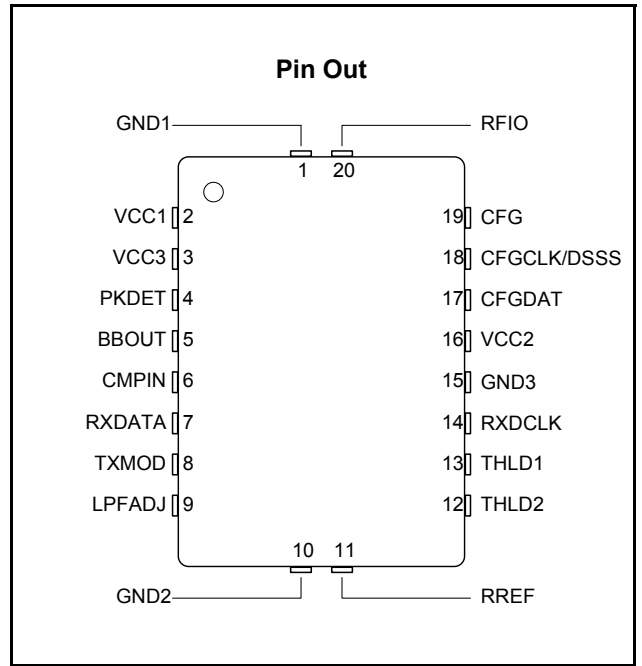 Pin Out
GND1 RFIO
1 20
VCC1 2 19 CFG
VCC3 3 18 CFGCLK/DSSS
PKDET 4 17 CFGDAT
BBOUT 5 16 VCC2
CMPIN 6 15 GND3
RXDATA 7 14 RXDCLK
TXMOD 8 13 THLD1
LPFADJ 9 12 THLD2
10 11
GND2 RREF